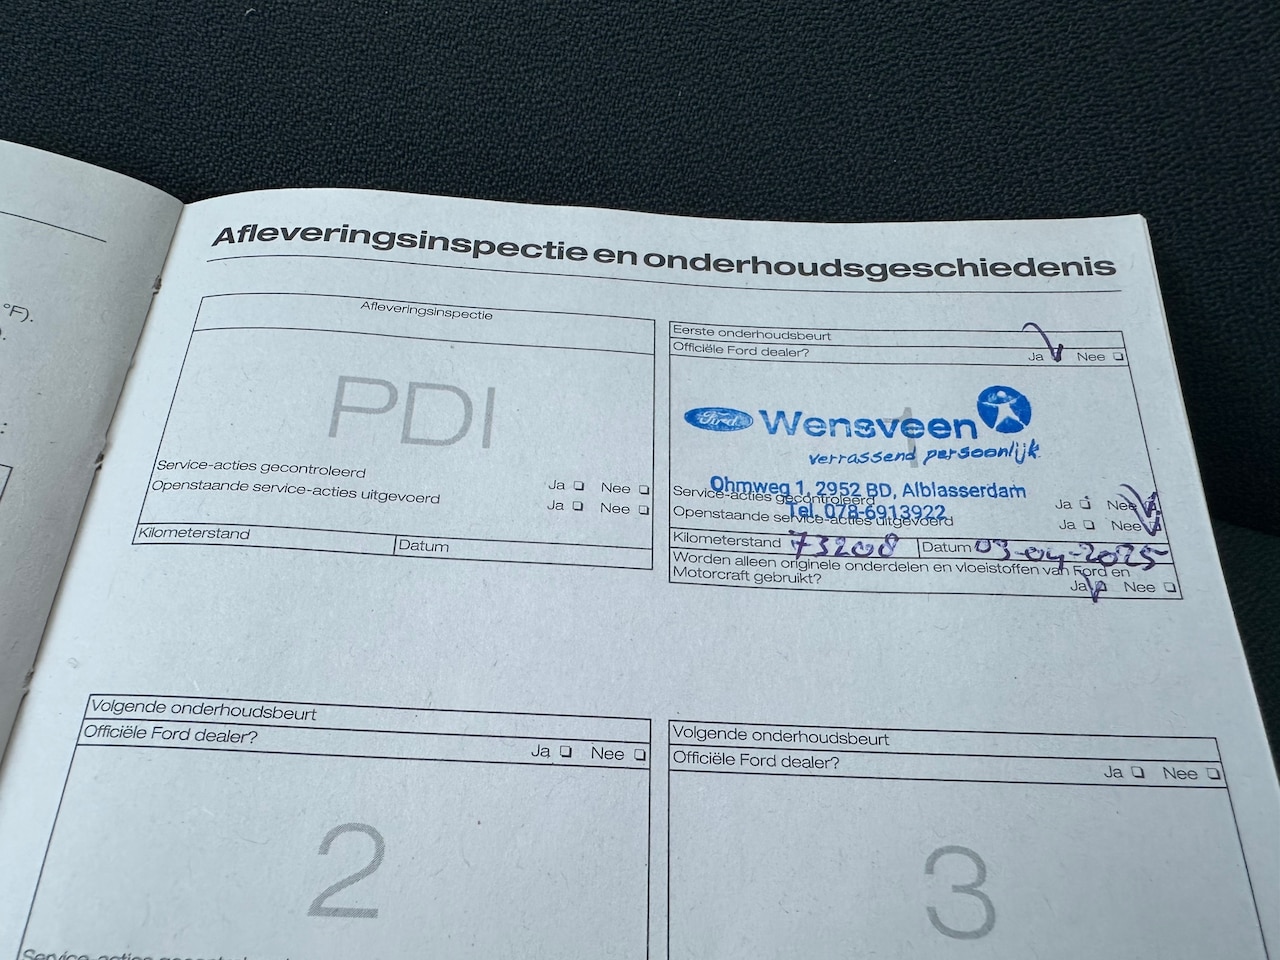 °F).
Afleveringsinspectie en onderhoudsgeschiedenis
Afleveringsinspectie
PDI
Service-acties gecontroleerd
Ja ❏ Nee ❏
Openstaande service-acties uitgevoerd
Ja ❏ Nee ❏
Kilometerstand
Datum
Eerste onderhoudsbeurt
Officiële Ford dealer?
Ja Nee ❏
1
Ford Wensveen
verrassend persoonlijk.
Ohmweg 1, 2952 BD, Alblasserdam
Service-acties gecontroleerd
Ja ❏ Nee
Tel. 078-6913922
Openstaande service-acties uitgevoerd
Ja ❏ Nee
Kilometerstand 73208 Datum 03-04-2025
Worden alleen originele onderdelen en vloeistoffen van Ford en
Motorcraft gebruikt?
Ja Nee ❏
Volgende onderhoudsbeurt
Officiële Ford dealer?
Ja ❏ Nee ❏
2
Volgende onderhoudsbeurt
Officiële Ford dealer?
Ja ❏ Nee ❏
3